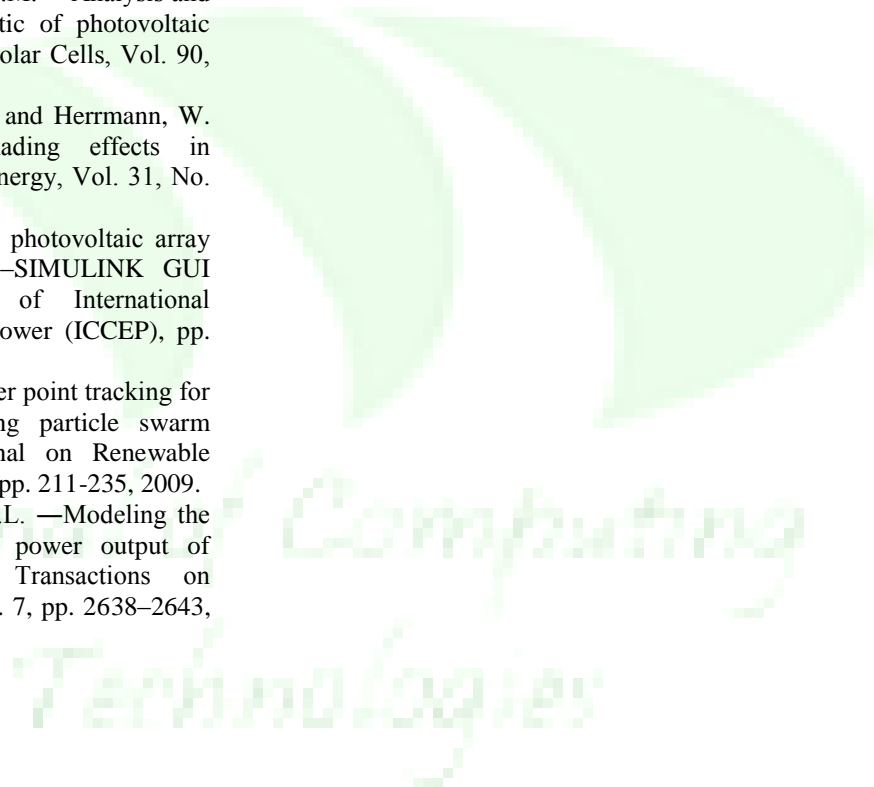 tic of photovoltaic
olar Cells, Vol. 90,
and Herrmann, W.
ading effects in
nergy, Vol. 31, No.
photovoltaic array
–SIMULINK GUI
of International
ower (ICCEP), pp.
er point tracking for
ng particle swarm
nal on Renewable
pp. 211-235, 2009.
.L. ―Modeling the
power output of
Transactions on
. 7, pp. 2638–2643,
of Computing
Technologies